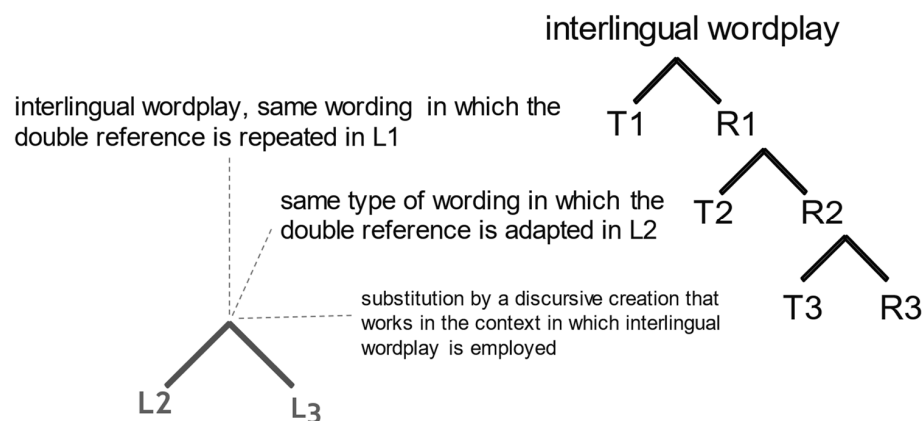 interlingual wordplay
interlingual wordplay, same wording in which the
double reference is repeated in L1
T1 R1
same type of wording in which the
double reference is adapted in L2
T2 R2
substitution by a discursive creation that
works in the context in which interlingual
wordplay is employed
T3 R3
L2 L3